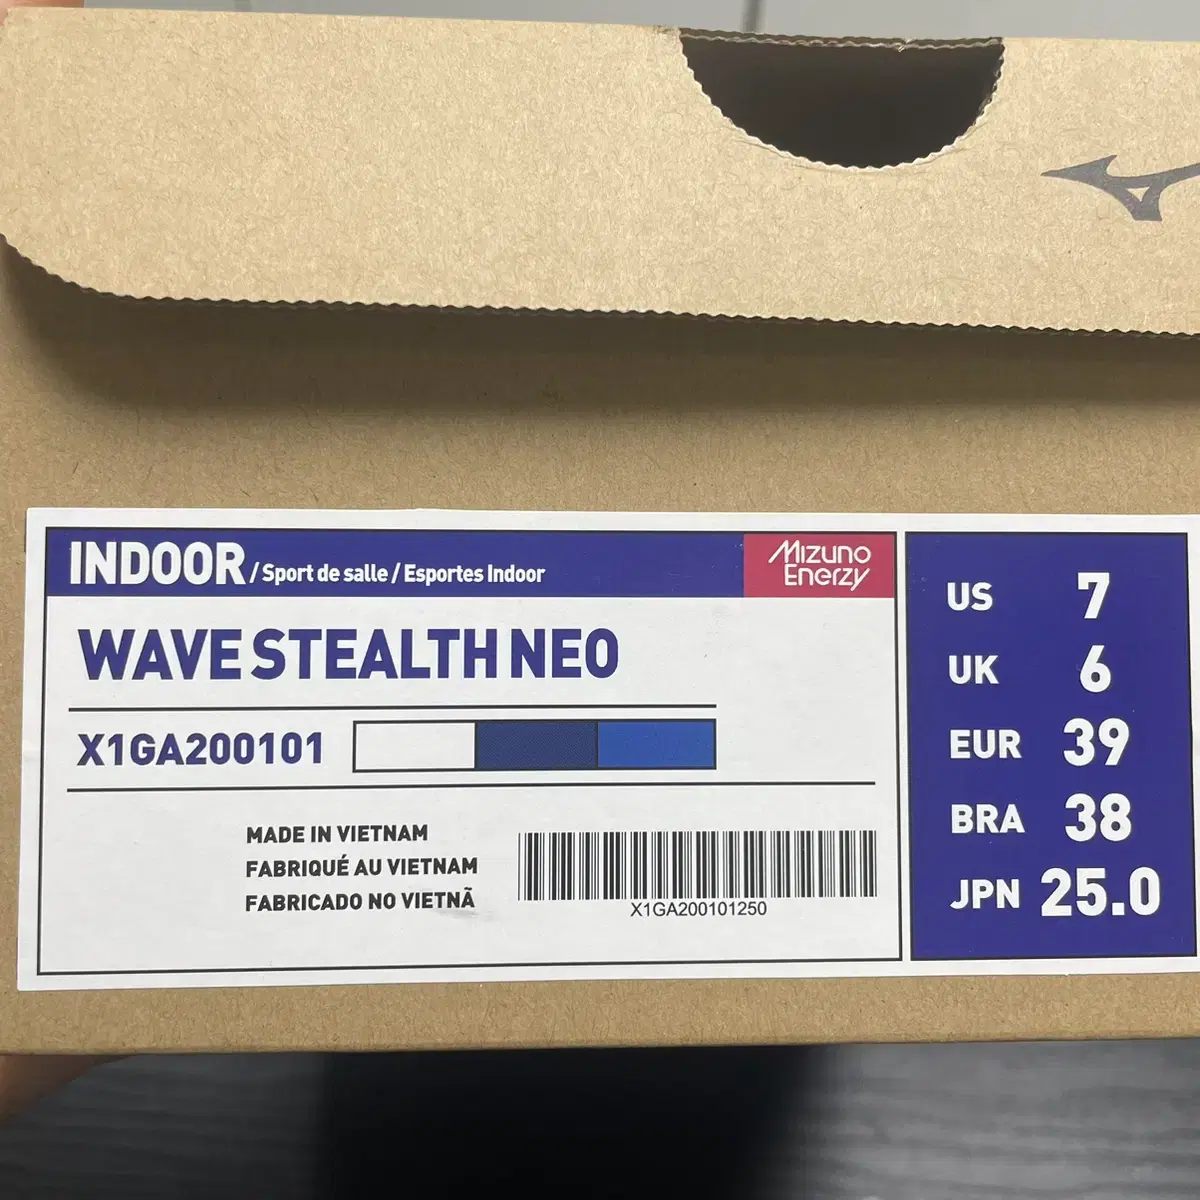 INDOOR / Sport de salle / Esportes Indoor
Mizuno
Enerzy
WAVE STEALTH NEO
X1GA200101
MADE IN VIETNAM
FABRIQUÉ AU VIETNAM
FABRICADO NO VIETNÃ
X1GA200101250
US 7
UK 6
EUR 39
BRA 38
JPN 25.0